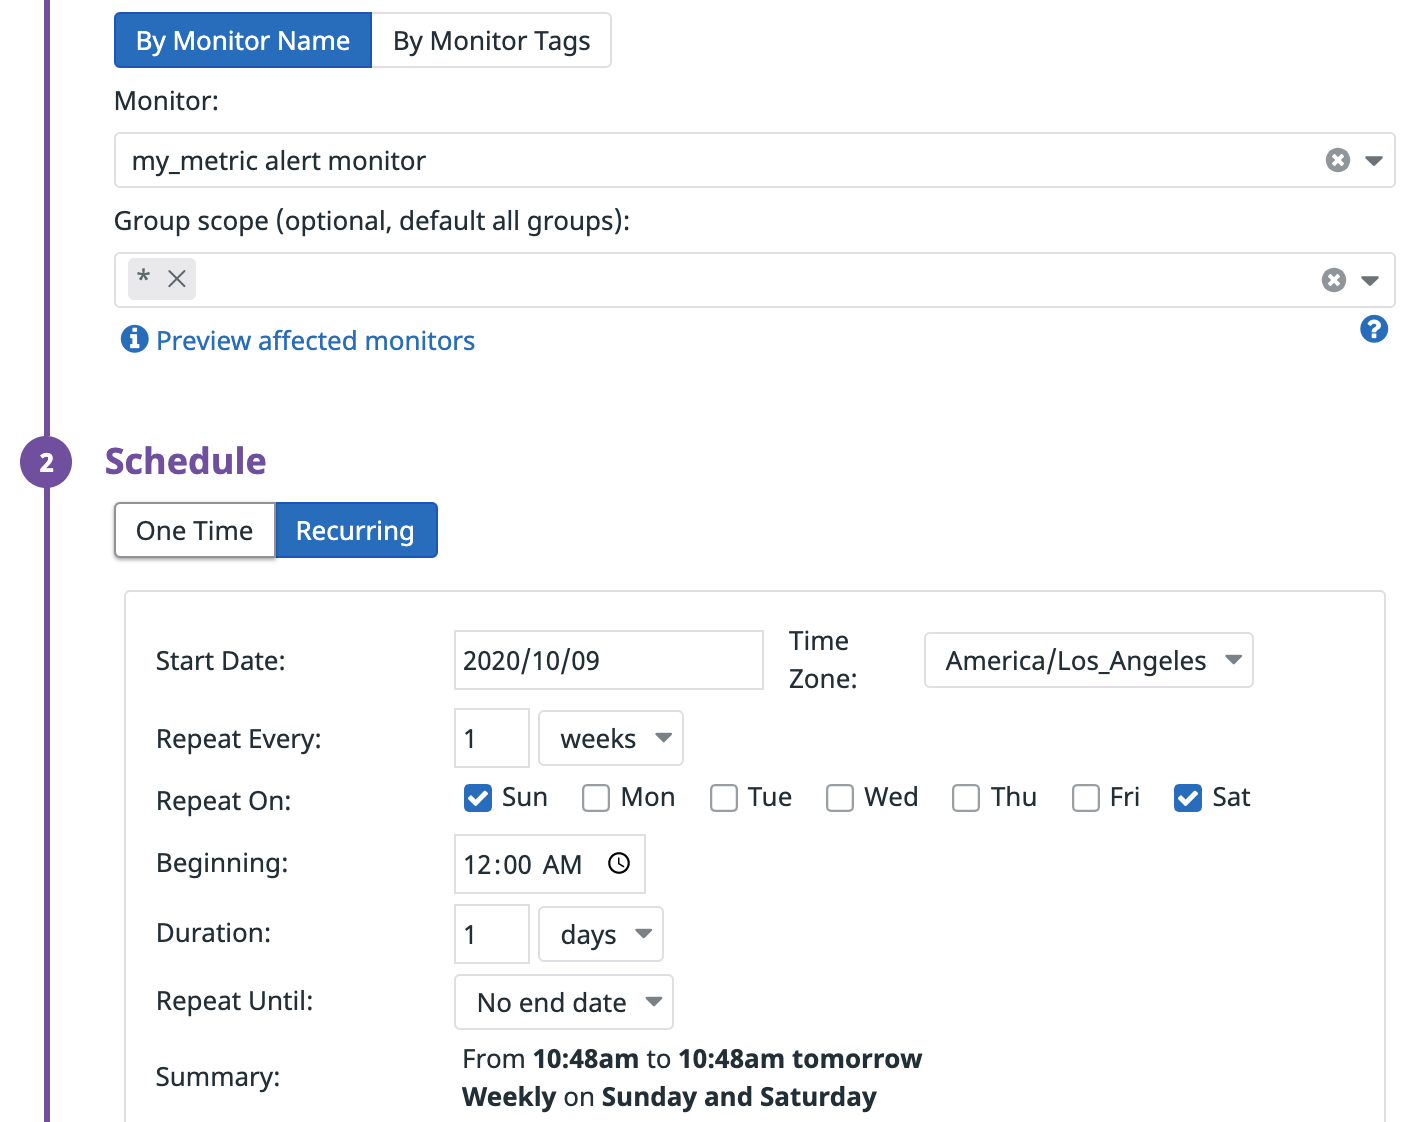 By Monitor Name By Monitor Tags
Monitor:
my_metric alert monitor
Group scope (optional, default all groups):
*
Preview affected monitors ?
2 Schedule
One Time Recurring
Start Date: 2020/10/09 Time Zone: America/Los_Angeles
Repeat Every: 1 weeks
Repeat On: Sun Mon Tue Wed Thu Fri Sat
Beginning: 12:00 AM
Duration: 1 days
Repeat Until: No end date
Summary: From 10:48am to 10:48am tomorrow
Weekly on Sunday and Saturday